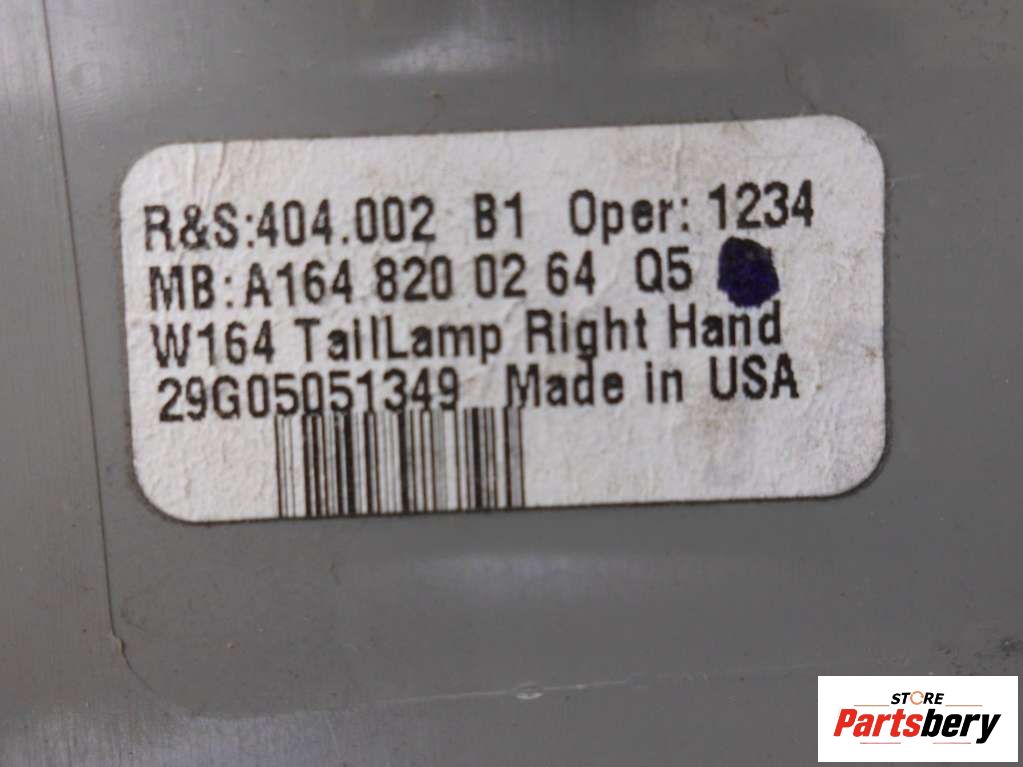 R&S:404.002 B1 Oper: 1234
MB:A164 820 02 64 Q5
W164 TailLamp Right Hand
29G05051349 Made in USA
STORE
Partsbery